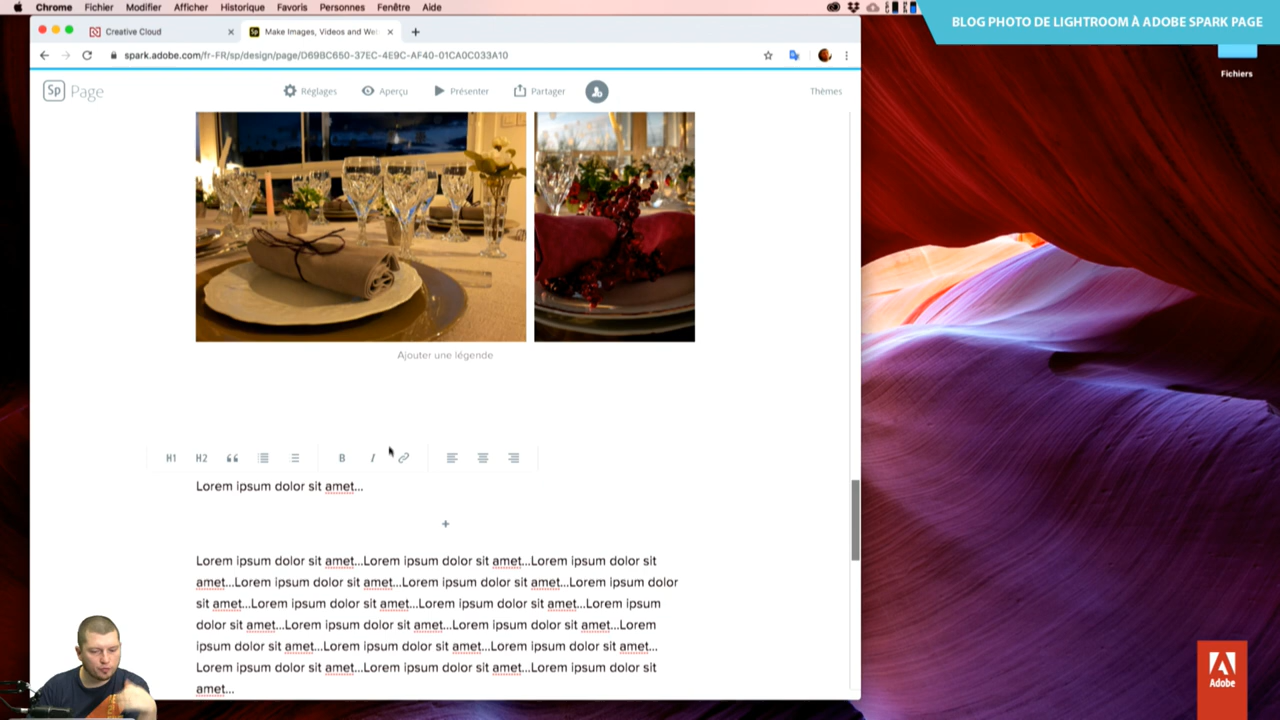 Chrome Fichier Modifier Afficher Historique Favoris Personnes Fenêtre Aide
BLOG PHOTO DE LIGHTROOM À ADOBE SPARK PAGE
Creative Cloud
Make Images, Videos and We
spark.adobe.com/fr-FR/sp/design/page/D69BC650-37EC-4E9C-AF40-01CA0C033A10
Fichiers
Sp Page
Réglages Aperçu Présenter Partager Thèmes
Ajouter une légende
H1 H2 B I
Lorem ipsum dolor sit amet...
Lorem ipsum dolor sit amet...Lorem ipsum dolor sit amet...Lorem ipsum dolor sit
amet...Lorem ipsum dolor sit amet...Lorem ipsum dolor sit amet...Lorem ipsum dolor
sit amet...Lorem ipsum dolor sit amet...Lorem ipsum dolor sit amet...Lorem ipsum
dolor sit amet...Lorem ipsum dolor sit amet...Lorem ipsum dolor sit amet...Lorem
ipsum dolor sit amet...Lorem ipsum dolor sit amet...Lorem ipsum dolor sit amet...
Lorem ipsum dolor sit amet...Lorem ipsum dolor sit amet...Lorem ipsum dolor sit
amet...
Adobe